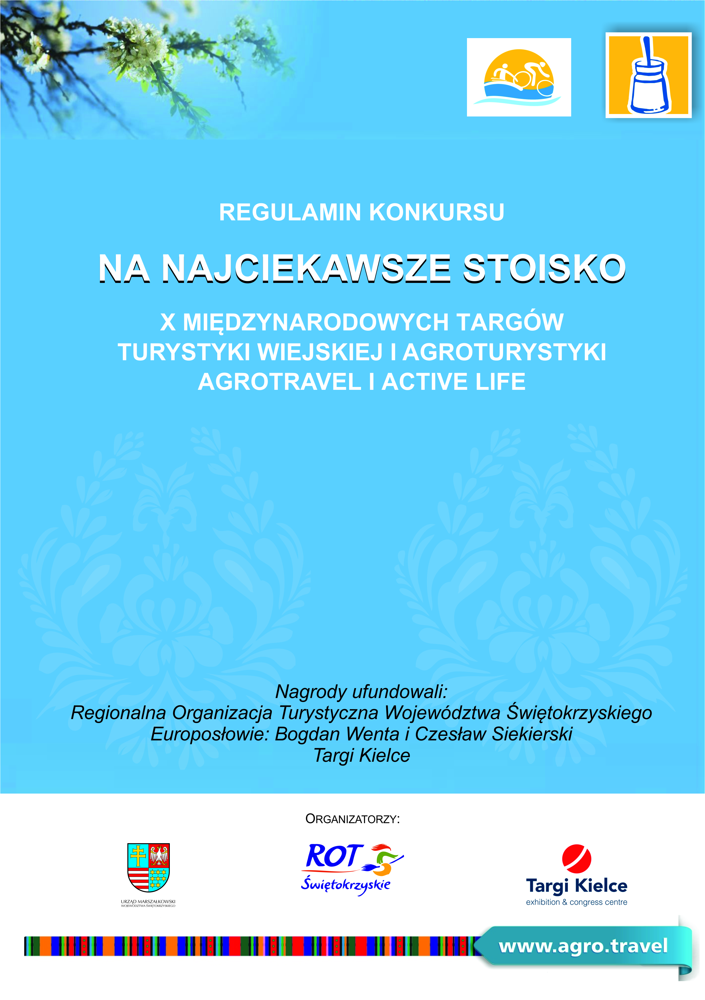 REGULAMIN KONKURSU
NA NAJCIEKAWSZE STOISKO
X MIĘDZYNARODOWYCH TARGÓW
TURYSTYKI WIEJSKIEJ I AGROTURYSTYKI
AGROTRAVEL I ACTIVE LIFE
Nagrody ufundowali:
Regionalna Organizacja Turystyczna Województwa Świętokrzyskiego
Europosłowie: Bogdan Wenta i Czesław Siekierski
Targi Kielce
ORGANIZATORZY:
URZĄD MARSZAŁKOWSKI
WOJEWÓDZTWA ŚWIĘTOKRZYSKIEGO
ROT
Świętokrzyskie
Targi Kielce
exhibition & congress centre
www.agro.travel